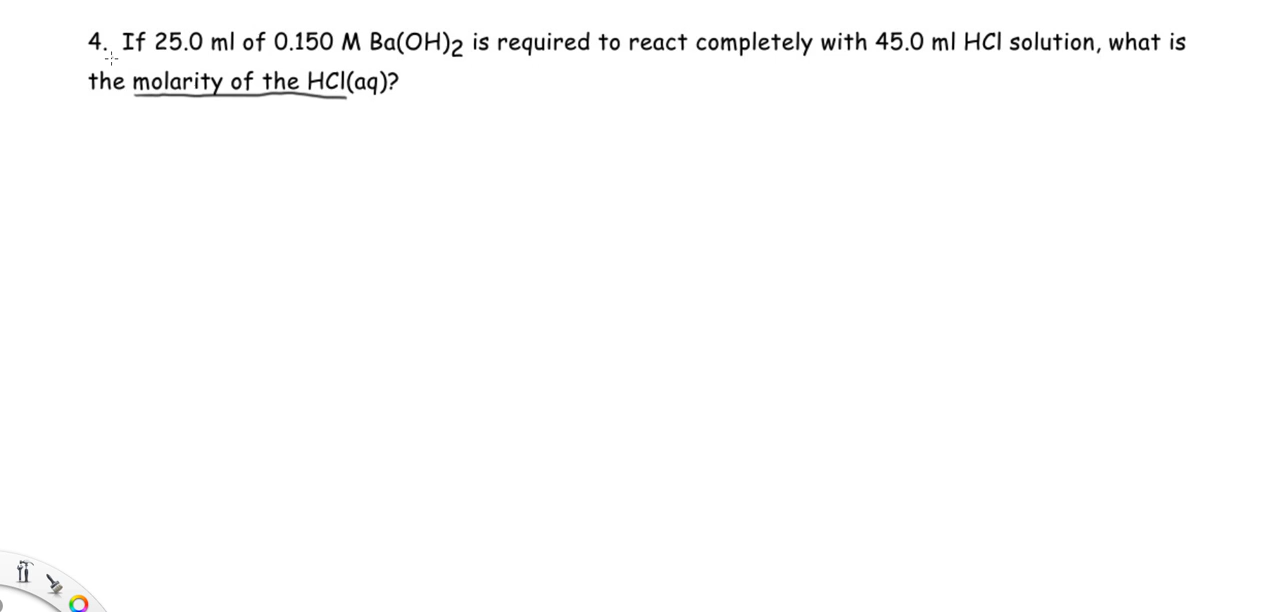 4. If 25.0 ml of 0.150 M Ba(OH)2 is required to react completely with 45.0 ml HCl solution, what is
the molarity of the HCl(aq)?